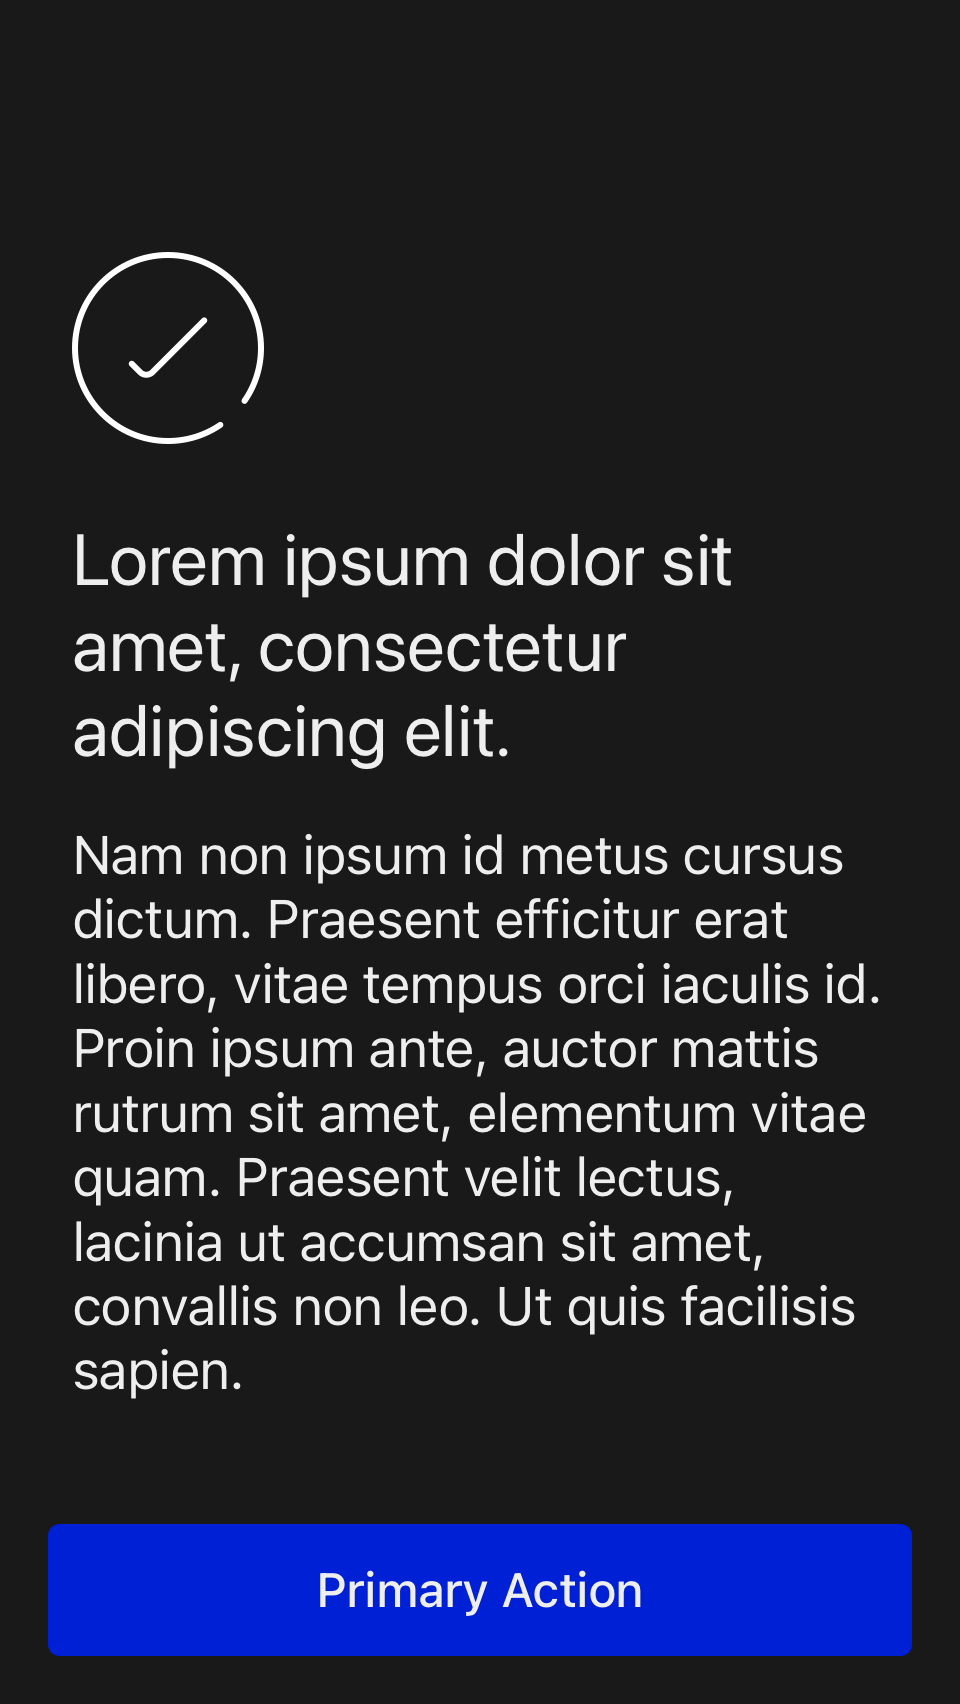 Lorem ipsum dolor sit
amet, consectetur
adipiscing elit.
Nam non ipsum id metus cursus
dictum. Praesent efficitur erat
libero, vitae tempus orci iaculis id.
Proin ipsum ante, auctor mattis
rutrum sit amet, elementum vitae
quam. Praesent velit lectus,
lacinia ut accumsan sit amet,
convallis non leo. Ut quis facilisis
sapien.
Primary Action